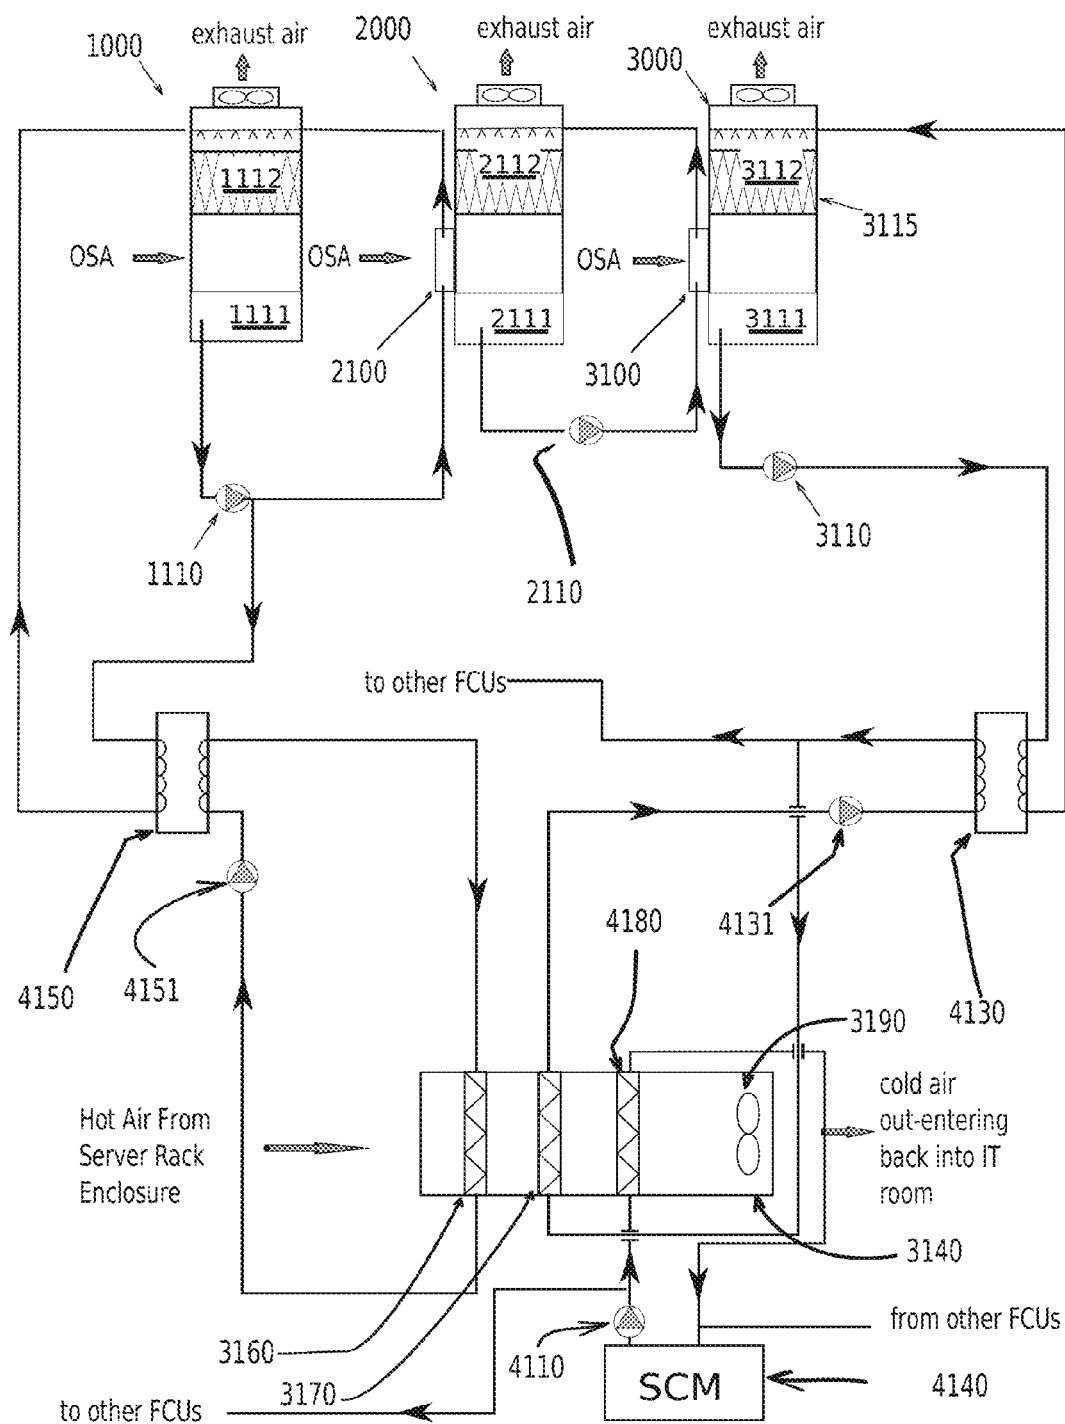 exhaust air
2000
exhaust air
exhaust air
1000
3000
1112
2112
3112
3115
OSA
OSA
OSA
1111
2111
3111
2100
3100
3110
1110
2110
to other FCUs
4180
4131
4150
4151
4130
3190
Hot Air From
Server Rack
Enclosure
cold air
out-entering
back into IT
room
3140
from other FCUs
3160
3170
4110
SCM
4140
to other FCUs